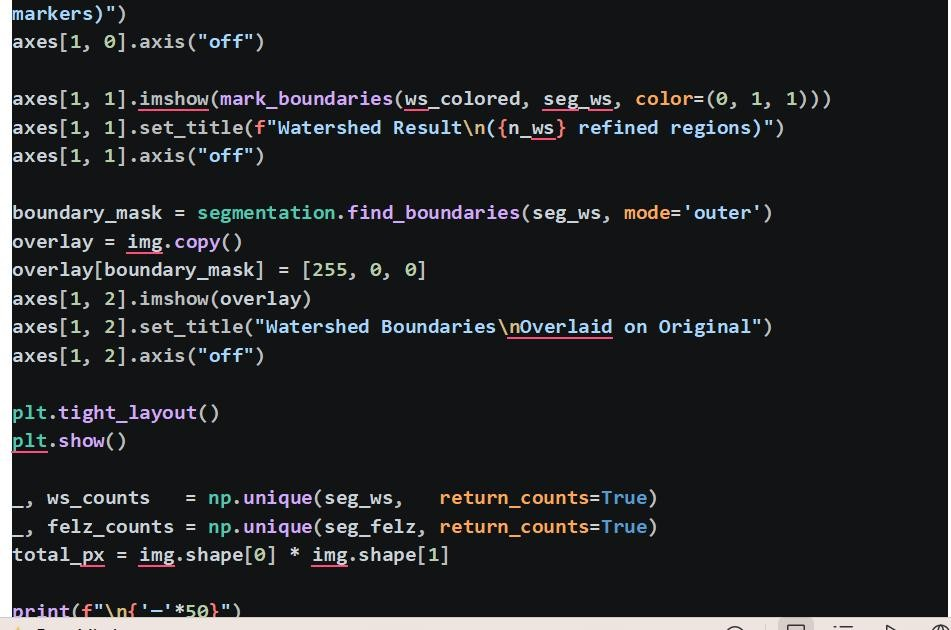 markers)")
axes[1, 0].axis("off")
axes[1, 1].imshow(mark_boundaries(ws_colored, seg_ws, color=(0, 1, 1)))
axes[1, 1].set_title(f"Watershed Result\n({n_ws} refined regions)")
axes[1, 1].axis("off")
boundary_mask = segmentation.find_boundaries(seg_ws, mode='outer')
overlay = img.copy()
overlay[boundary_mask] = [255, 0, 0]
axes[1, 2].imshow(overlay)
axes[1, 2].set_title("Watershed Boundaries\nOverlaid on Original")
axes[1, 2].axis("off")
plt.tight_layout()
plt.show()
_, ws_counts   = np.unique(seg_ws,   return_counts=True)
_, felz_counts = np.unique(seg_felz, return_counts=True)
total_px = img.shape[0] * img.shape[1]
print(f"\n{'─'*50}")